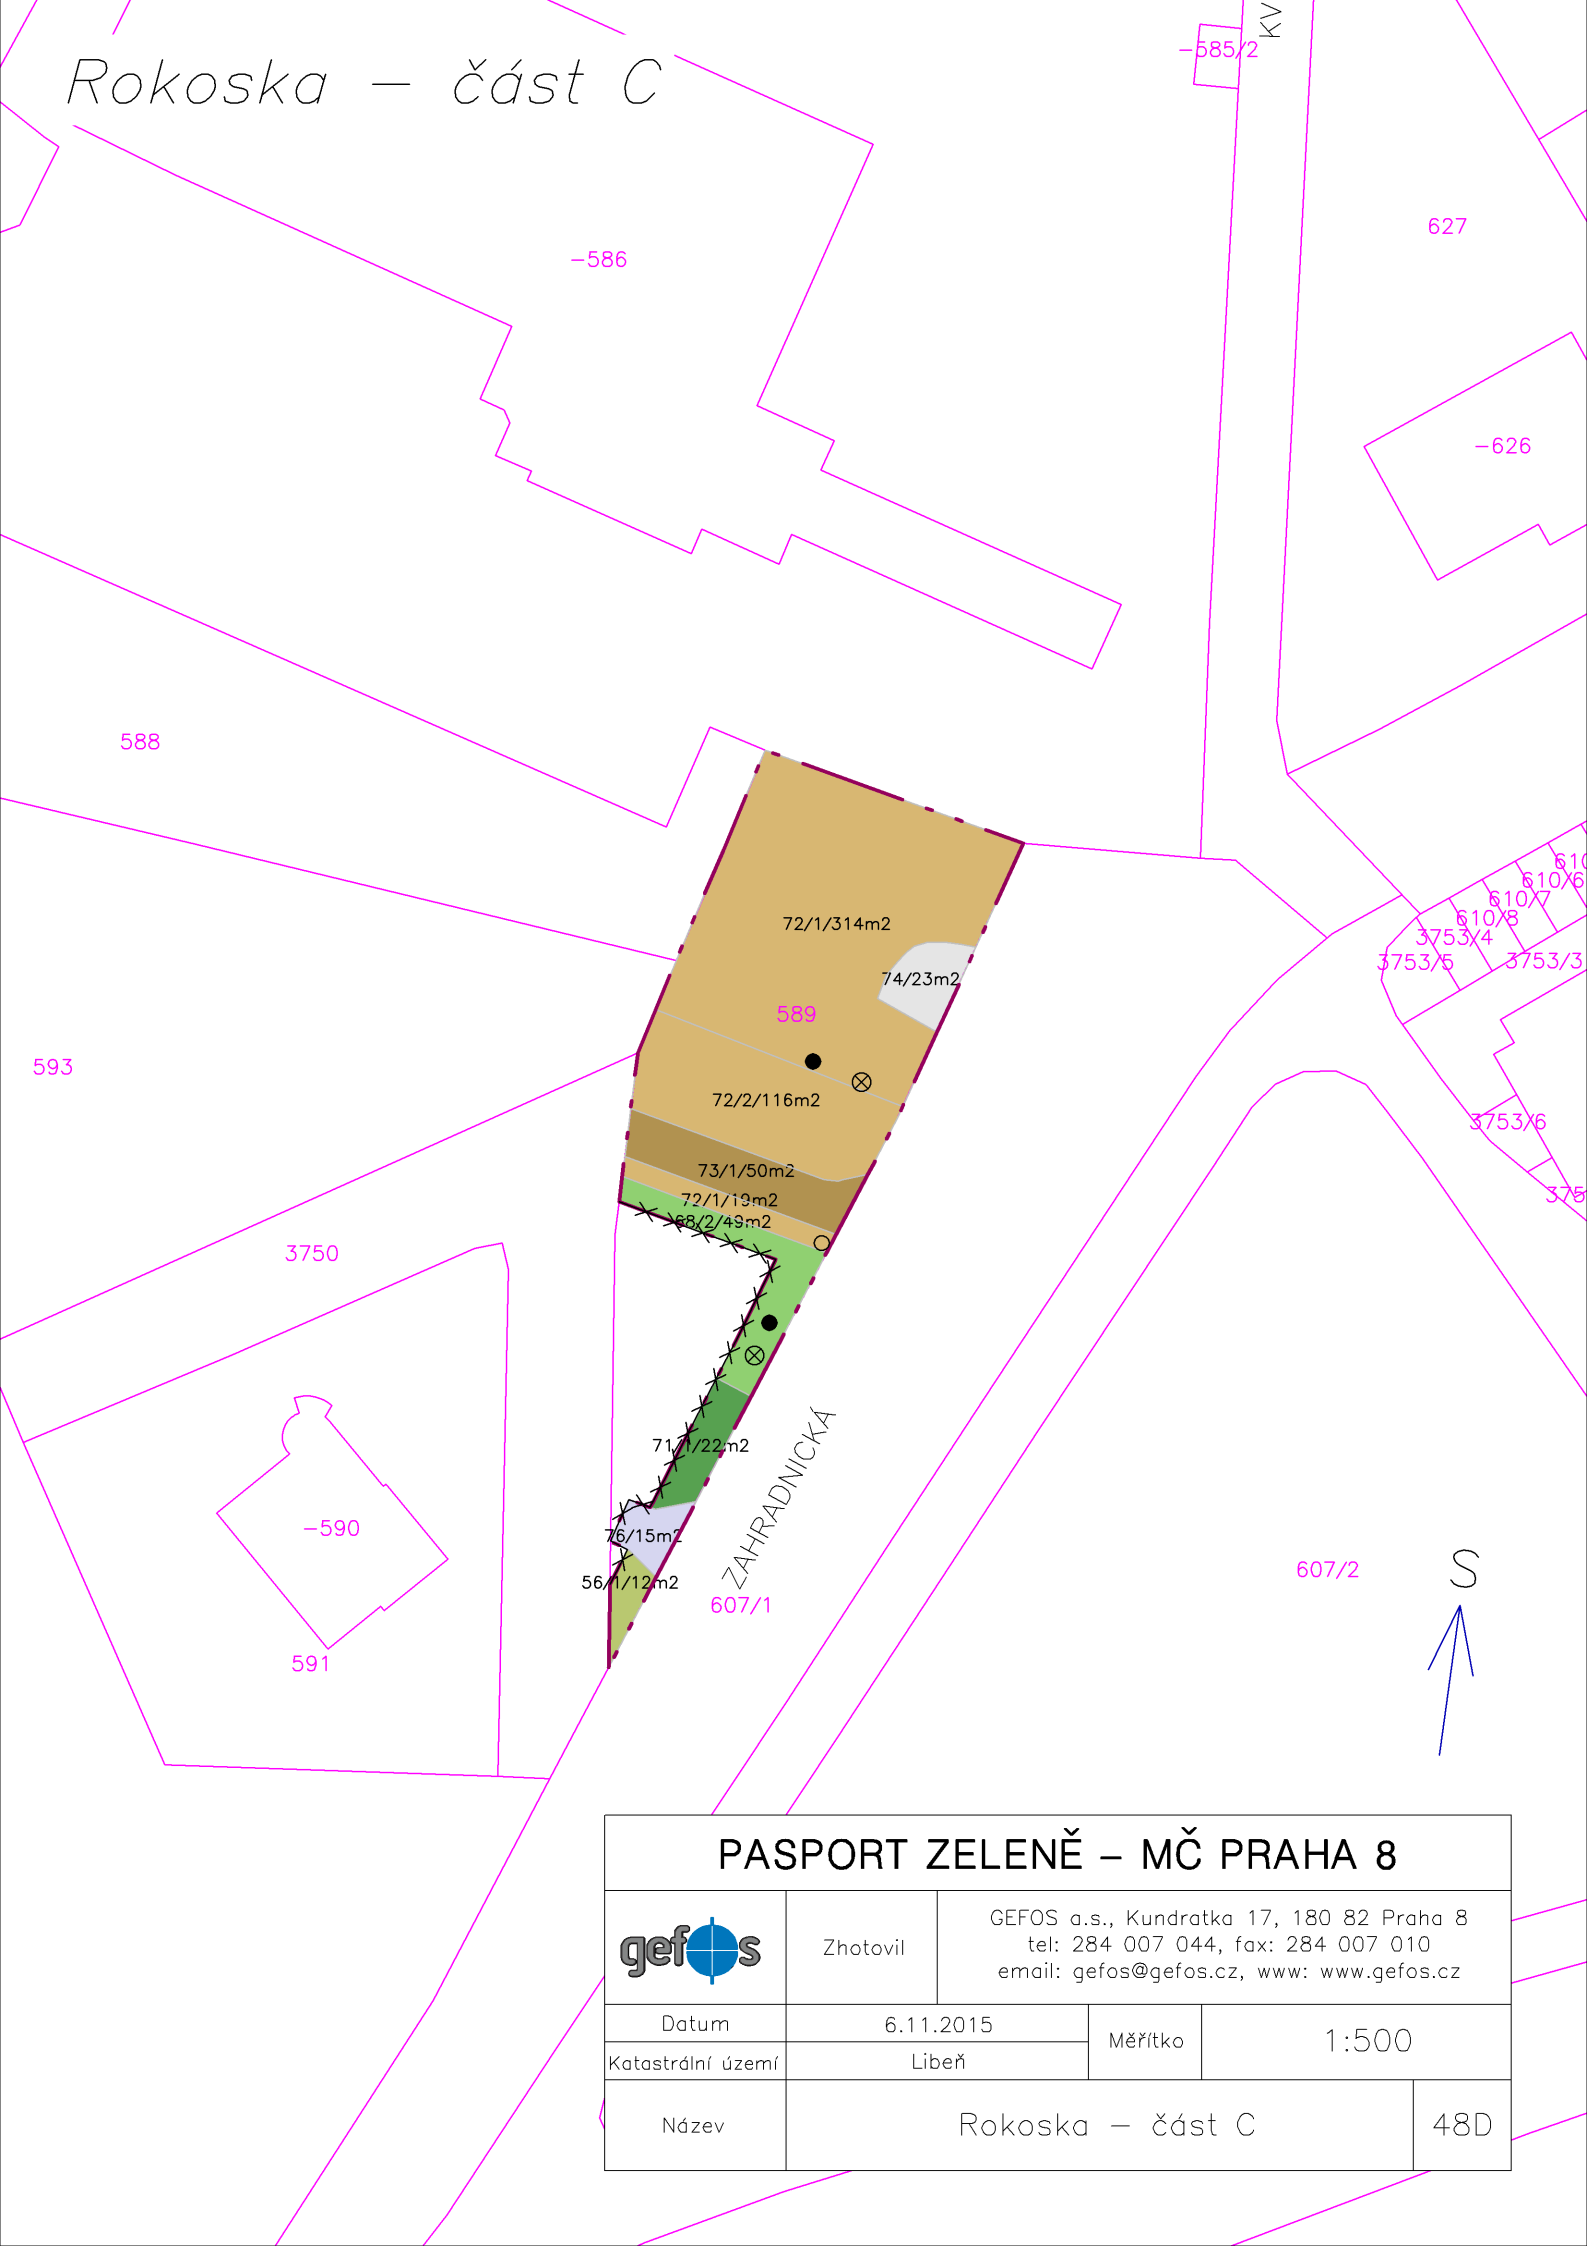 KV
-585/2
Rokoska – část C
627
-586
-626
588
610/6
610/7
610/8
3753/4
3753/5
3753/3
72/1/314m2
74/23m2
589
593
72/2/116m2
3753/6
73/1/50m2
72/1/19m2
68/2/49m2
3750
ZAHRADNICKÁ
71/1/22m2
-590
76/15m2
56/1/12m2
607/2
S
607/1
591
PASPORT ZELENĚ – MČ PRAHA 8
gefos
Zhotovil
GEFOS a.s., Kundratka 17, 180 82 Praha 8
tel: 284 007 044, fax: 284 007 010
email: gefos@gefos.cz, www: www.gefos.cz
Datum
6.11.2015
Měřítko
1:500
Katastrální území
Libeň
Název
Rokoska – část C
48D